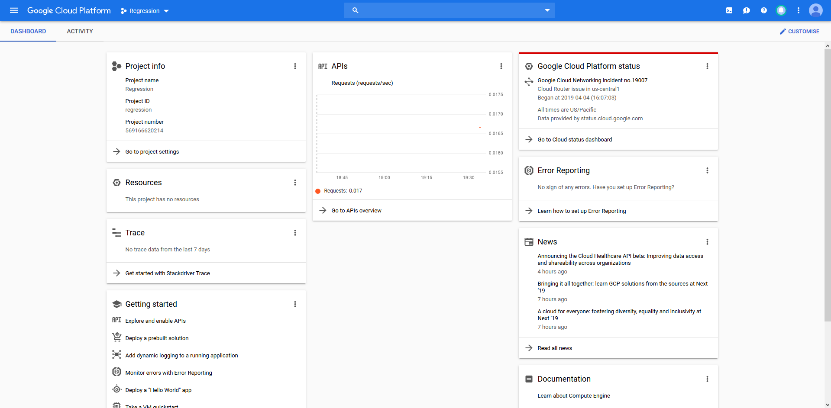 Google Cloud Platform
Regression
DASHBOARD
ACTIVITY
CUSTOMISE
Project info
Project name
Regression
Project ID
regression
Project number
569166620214
Go to project settings
Resources
This project has no resources
Trace
No trace data from the last 7 days
Get started with Stackdriver Trace
Getting started
API
Explore and enable APIs
Deploy a prebuilt solution
Add dynamic logging to a running application
Monitor errors with Error Reporting
Deploy a "Hello World" app
Take a VM quickstart
API
APIs
Requests (requests/sec)
0.0175
0.0170
0.0165
0.0160
0.0155
18:45
19:00
19:15
19:30
Requests: 0.017
Go to APIs overview
Google Cloud Platform status
Google Cloud Networking Incident no.19007
Cloud Router issue in us-central1
Began at 2019-04-04 (16:07:03)
All times are US/Pacific
Data provided by status.cloud.google.com
Go to Cloud status dashboard
Error Reporting
No sign of any errors. Have you set up Error Reporting?
Learn how to set up Error Reporting
News
Announcing the Cloud Healthcare API beta: Improving data access
and shareability across organizations
4 hours ago
Bringing it all together: learn GCP solutions from the sources at Next
'19
7 hours ago
A cloud for everyone: fostering diversity, equality and inclusivity at
Next '19
7 hours ago
Read all news
Documentation
Learn about Compute Engine